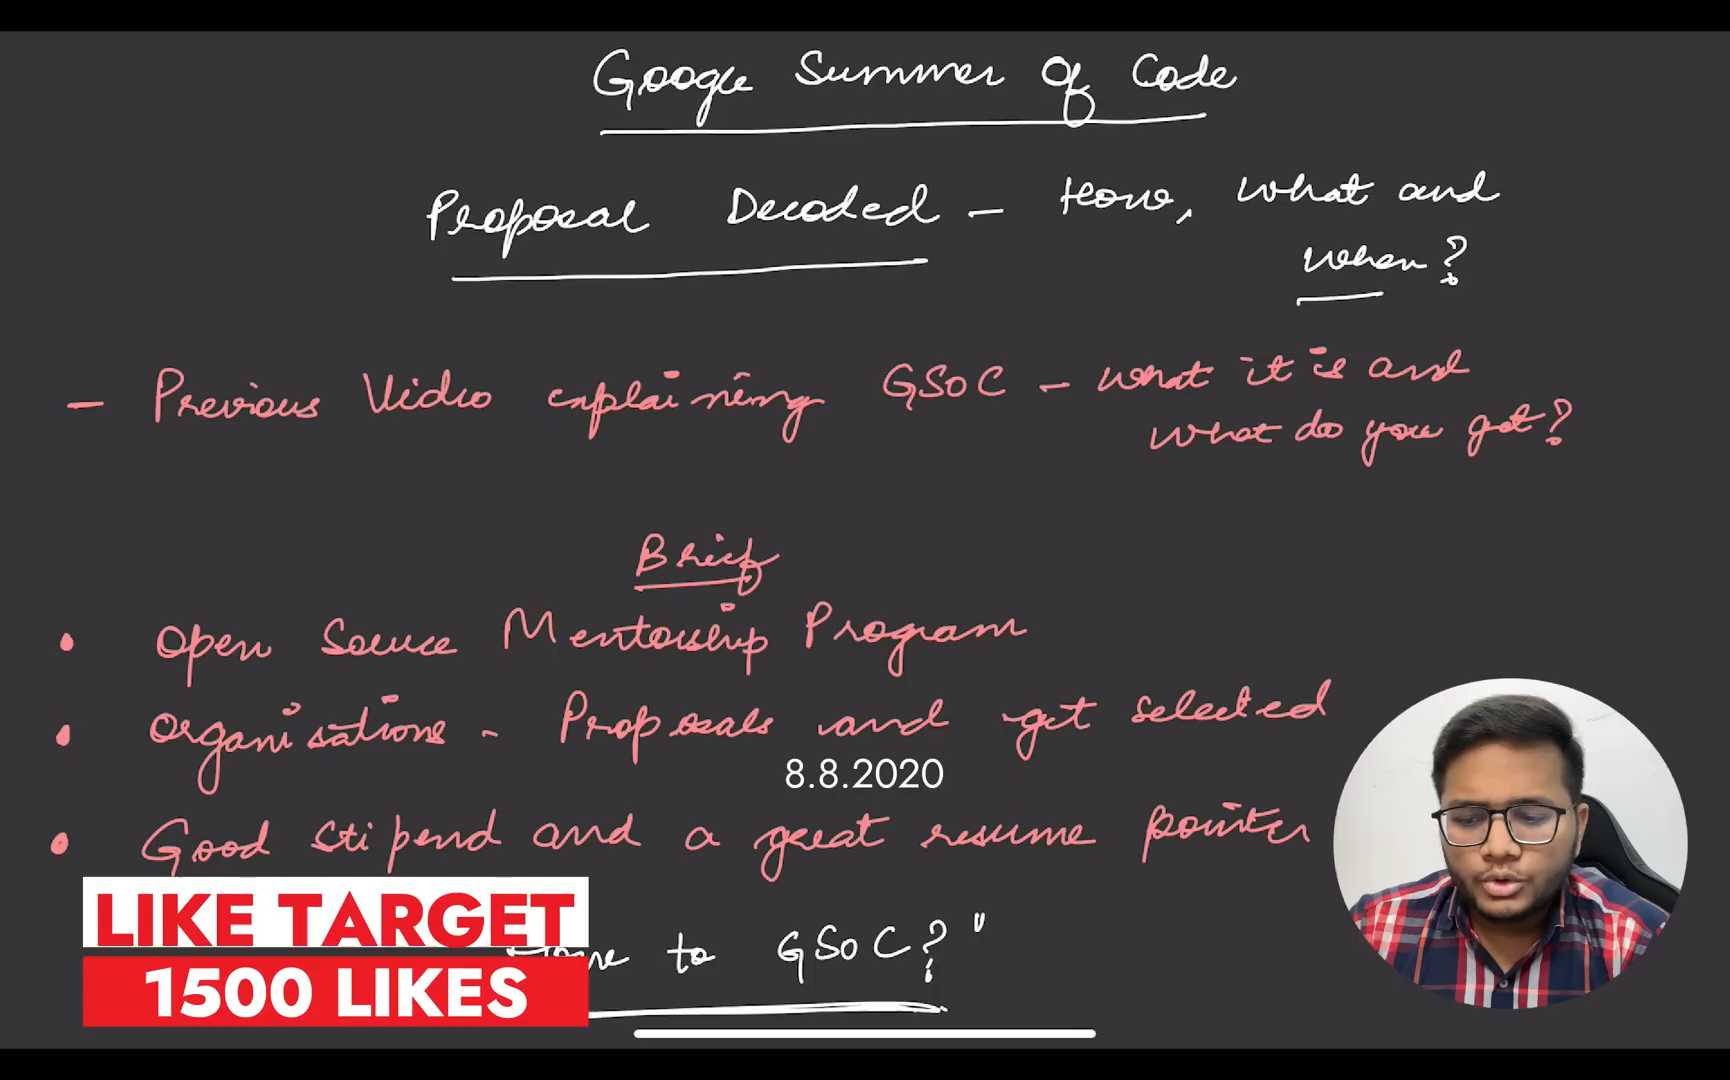 Google Summer Of Code
Proposal Decoded - How, What and
When?
- Previous Video explaining GSoC - What it is and
What do you get?
Brief
• Open Source Mentorship Program
• Organisations - Proposals and get selected
8.8.2020
• Good stipend and a great resume pointer
LIKE TARGET
to GSoC?"
1500 LIKES